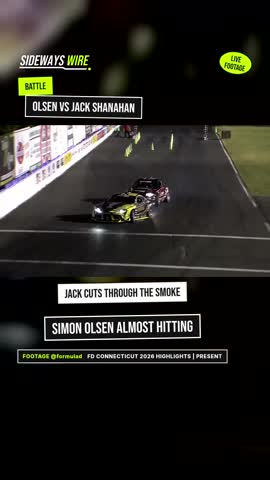 SIDEWAYS WIRE.
LIVE
FOOTAGE
BATTLE
OLSEN VS JACK SHANAHAN
JACK CUTS THROUGH THE SMOKE
SIMON OLSEN ALMOST HITTING
FOOTAGE @formulad FD CONNECTICUT 2026 HIGHLIGHTS | PRESENT